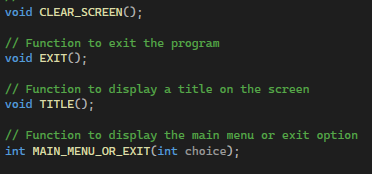 void CLEAR_SCREEN();
// Function to exit the program
void EXIT();
// Function to display a title on the screen
void TITLE();
// Function to display the main menu or exit option
int MAIN_MENU_OR_EXIT(int choice);